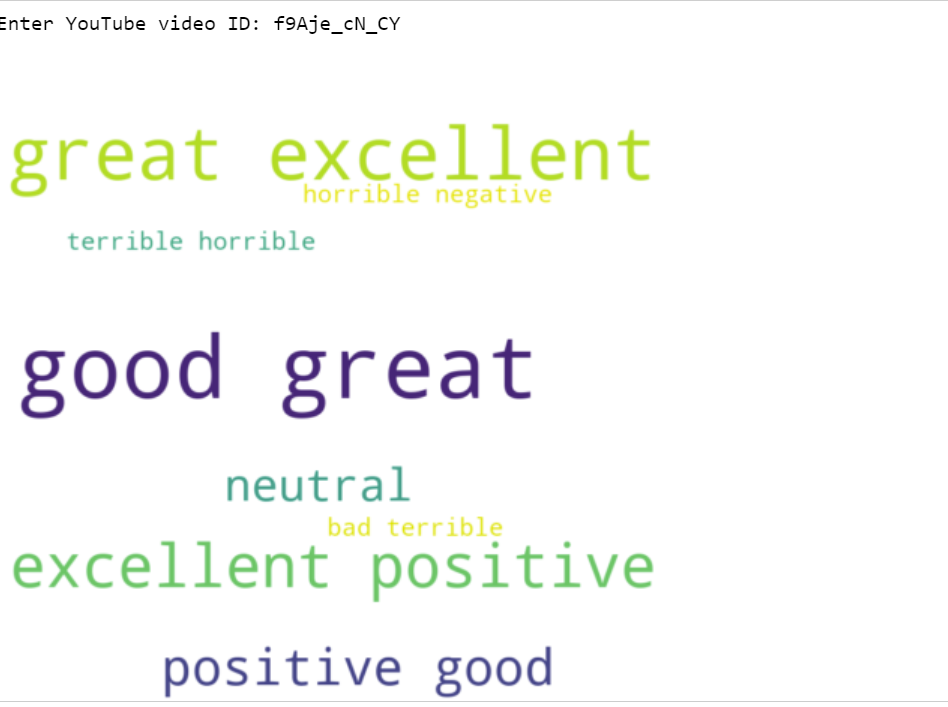 Enter YouTube video ID: f9Aje_cN_CY
great excellent
horrible negative
terrible horrible
good great
neutral
bad terrible
excellent positive
positive good